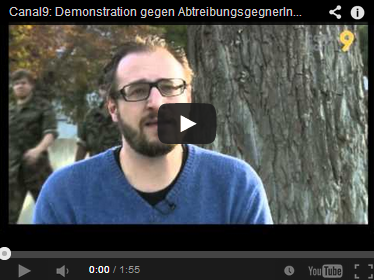 Canal9: Demonstration gegen AbtreibungsgegnerIn...
9
0:00 / 1:55
YouTube